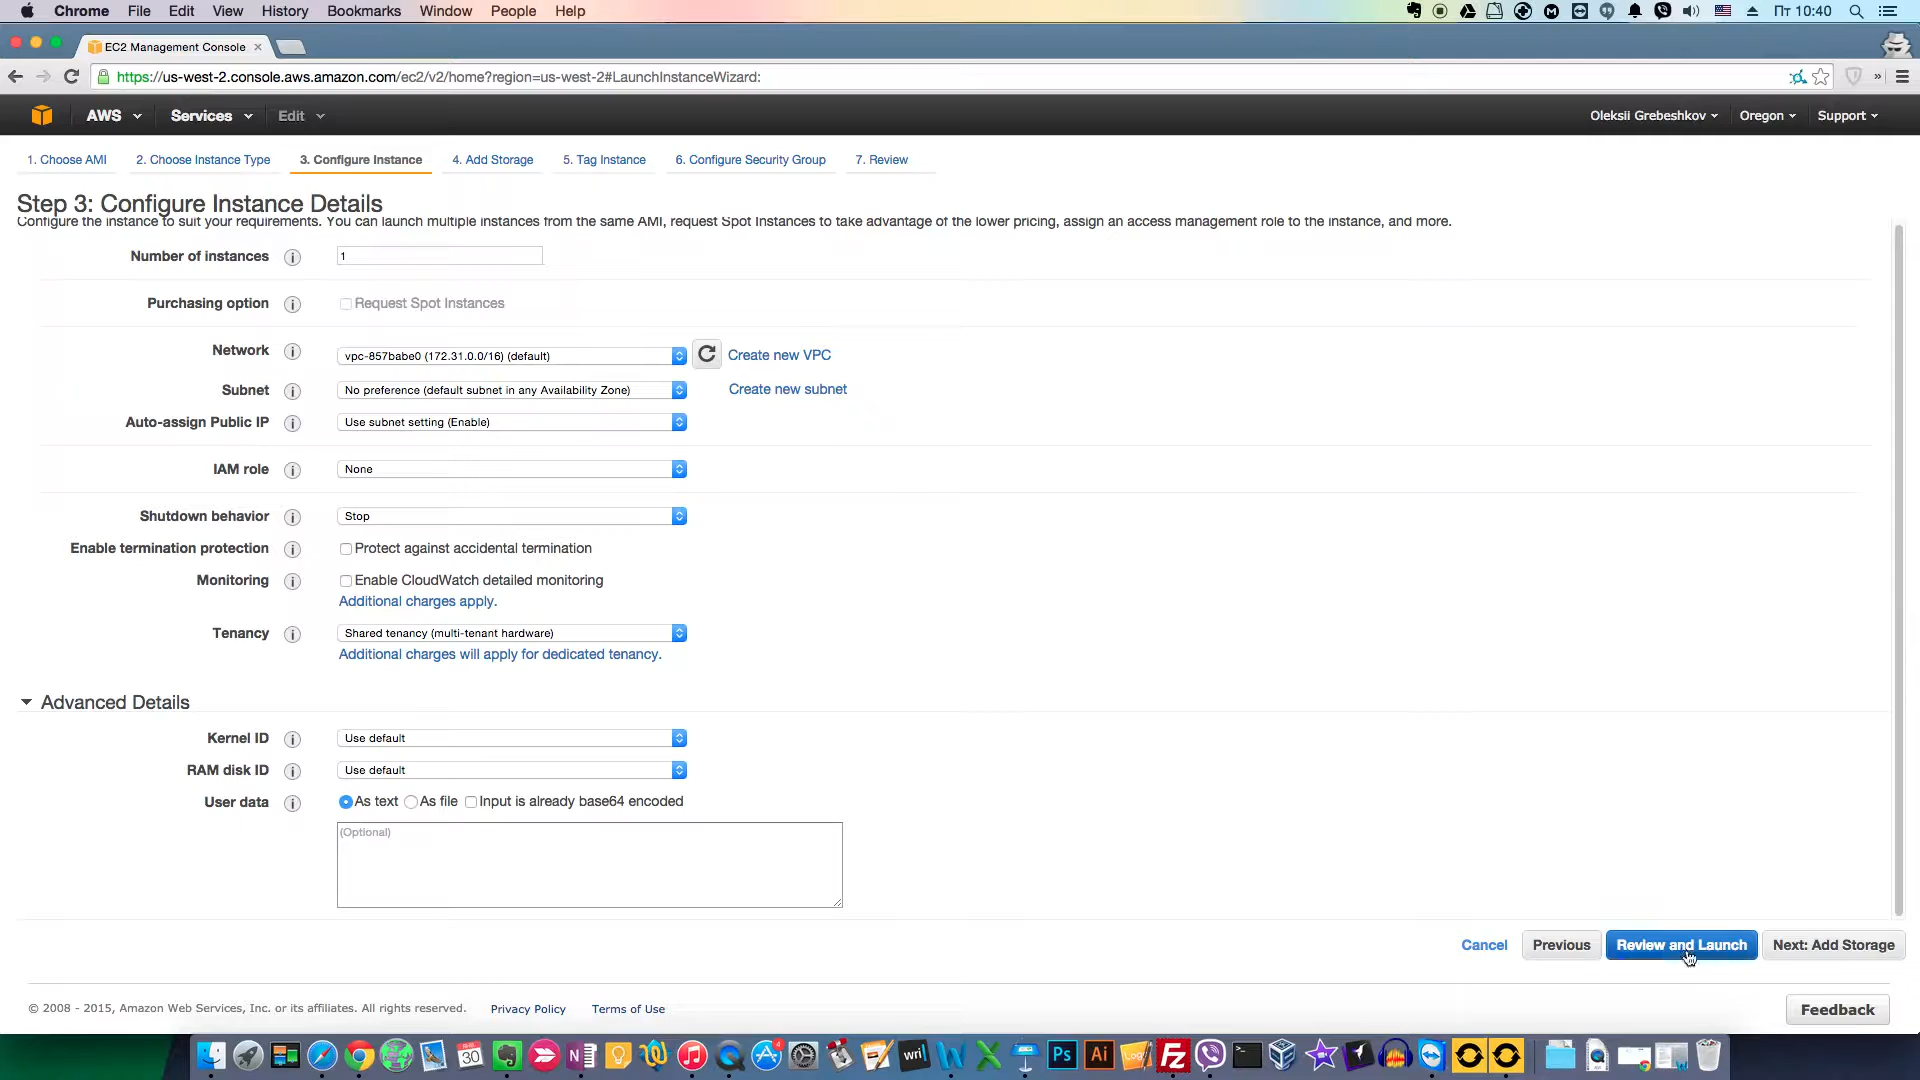 Chrome File Edit View History Bookmarks Window People Help Пт 10:40
EC2 Management Console
https://us-west-2.console.aws.amazon.com/ec2/v2/home?region=us-west-2#LaunchInstanceWizard:
AWS Services Edit Oleksii Grebeshkov Oregon Support
1. Choose AMI 2. Choose Instance Type 3. Configure Instance 4. Add Storage 5. Tag Instance 6. Configure Security Group 7. Review
Step 3: Configure Instance Details
Configure the instance to suit your requirements. You can launch multiple instances from the same AMI, request Spot Instances to take advantage of the lower pricing, assign an access management role to the instance, and more.
Number of instances 1
Purchasing option Request Spot Instances
Network vpc-857babe0 (172.31.0.0/16) (default) Create new VPC
Subnet No preference (default subnet in any Availability Zone) Create new subnet
Auto-assign Public IP Use subnet setting (Enable)
IAM role None
Shutdown behavior Stop
Enable termination protection Protect against accidental termination
Monitoring Enable CloudWatch detailed monitoring
Additional charges apply.
Tenancy Shared tenancy (multi-tenant hardware)
Additional charges will apply for dedicated tenancy.
Advanced Details
Kernel ID Use default
RAM disk ID Use default
User data As text As file Input is already base64 encoded
(Optional)
Cancel Previous Review and Launch Next: Add Storage
© 2008 - 2015, Amazon Web Services, Inc. or its affiliates. All rights reserved. Privacy Policy Terms of Use Feedback
30 wri 4 Ps Ai Log Fz